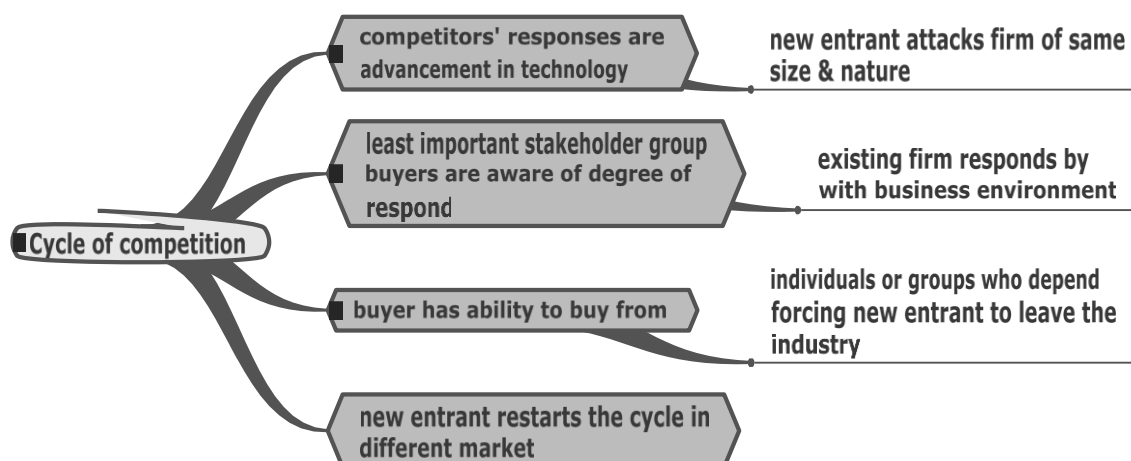 competitors' responses are
advancement in technology
new entrant attacks firm of same
size & nature
least important stakeholder group
buyers are aware of degree of
respond
existing firm responds by
with business environment
Cycle of competition
buyer has ability to buy from
individuals or groups who depend
forcing new entrant to leave the
industry
new entrant restarts the cycle in
different market